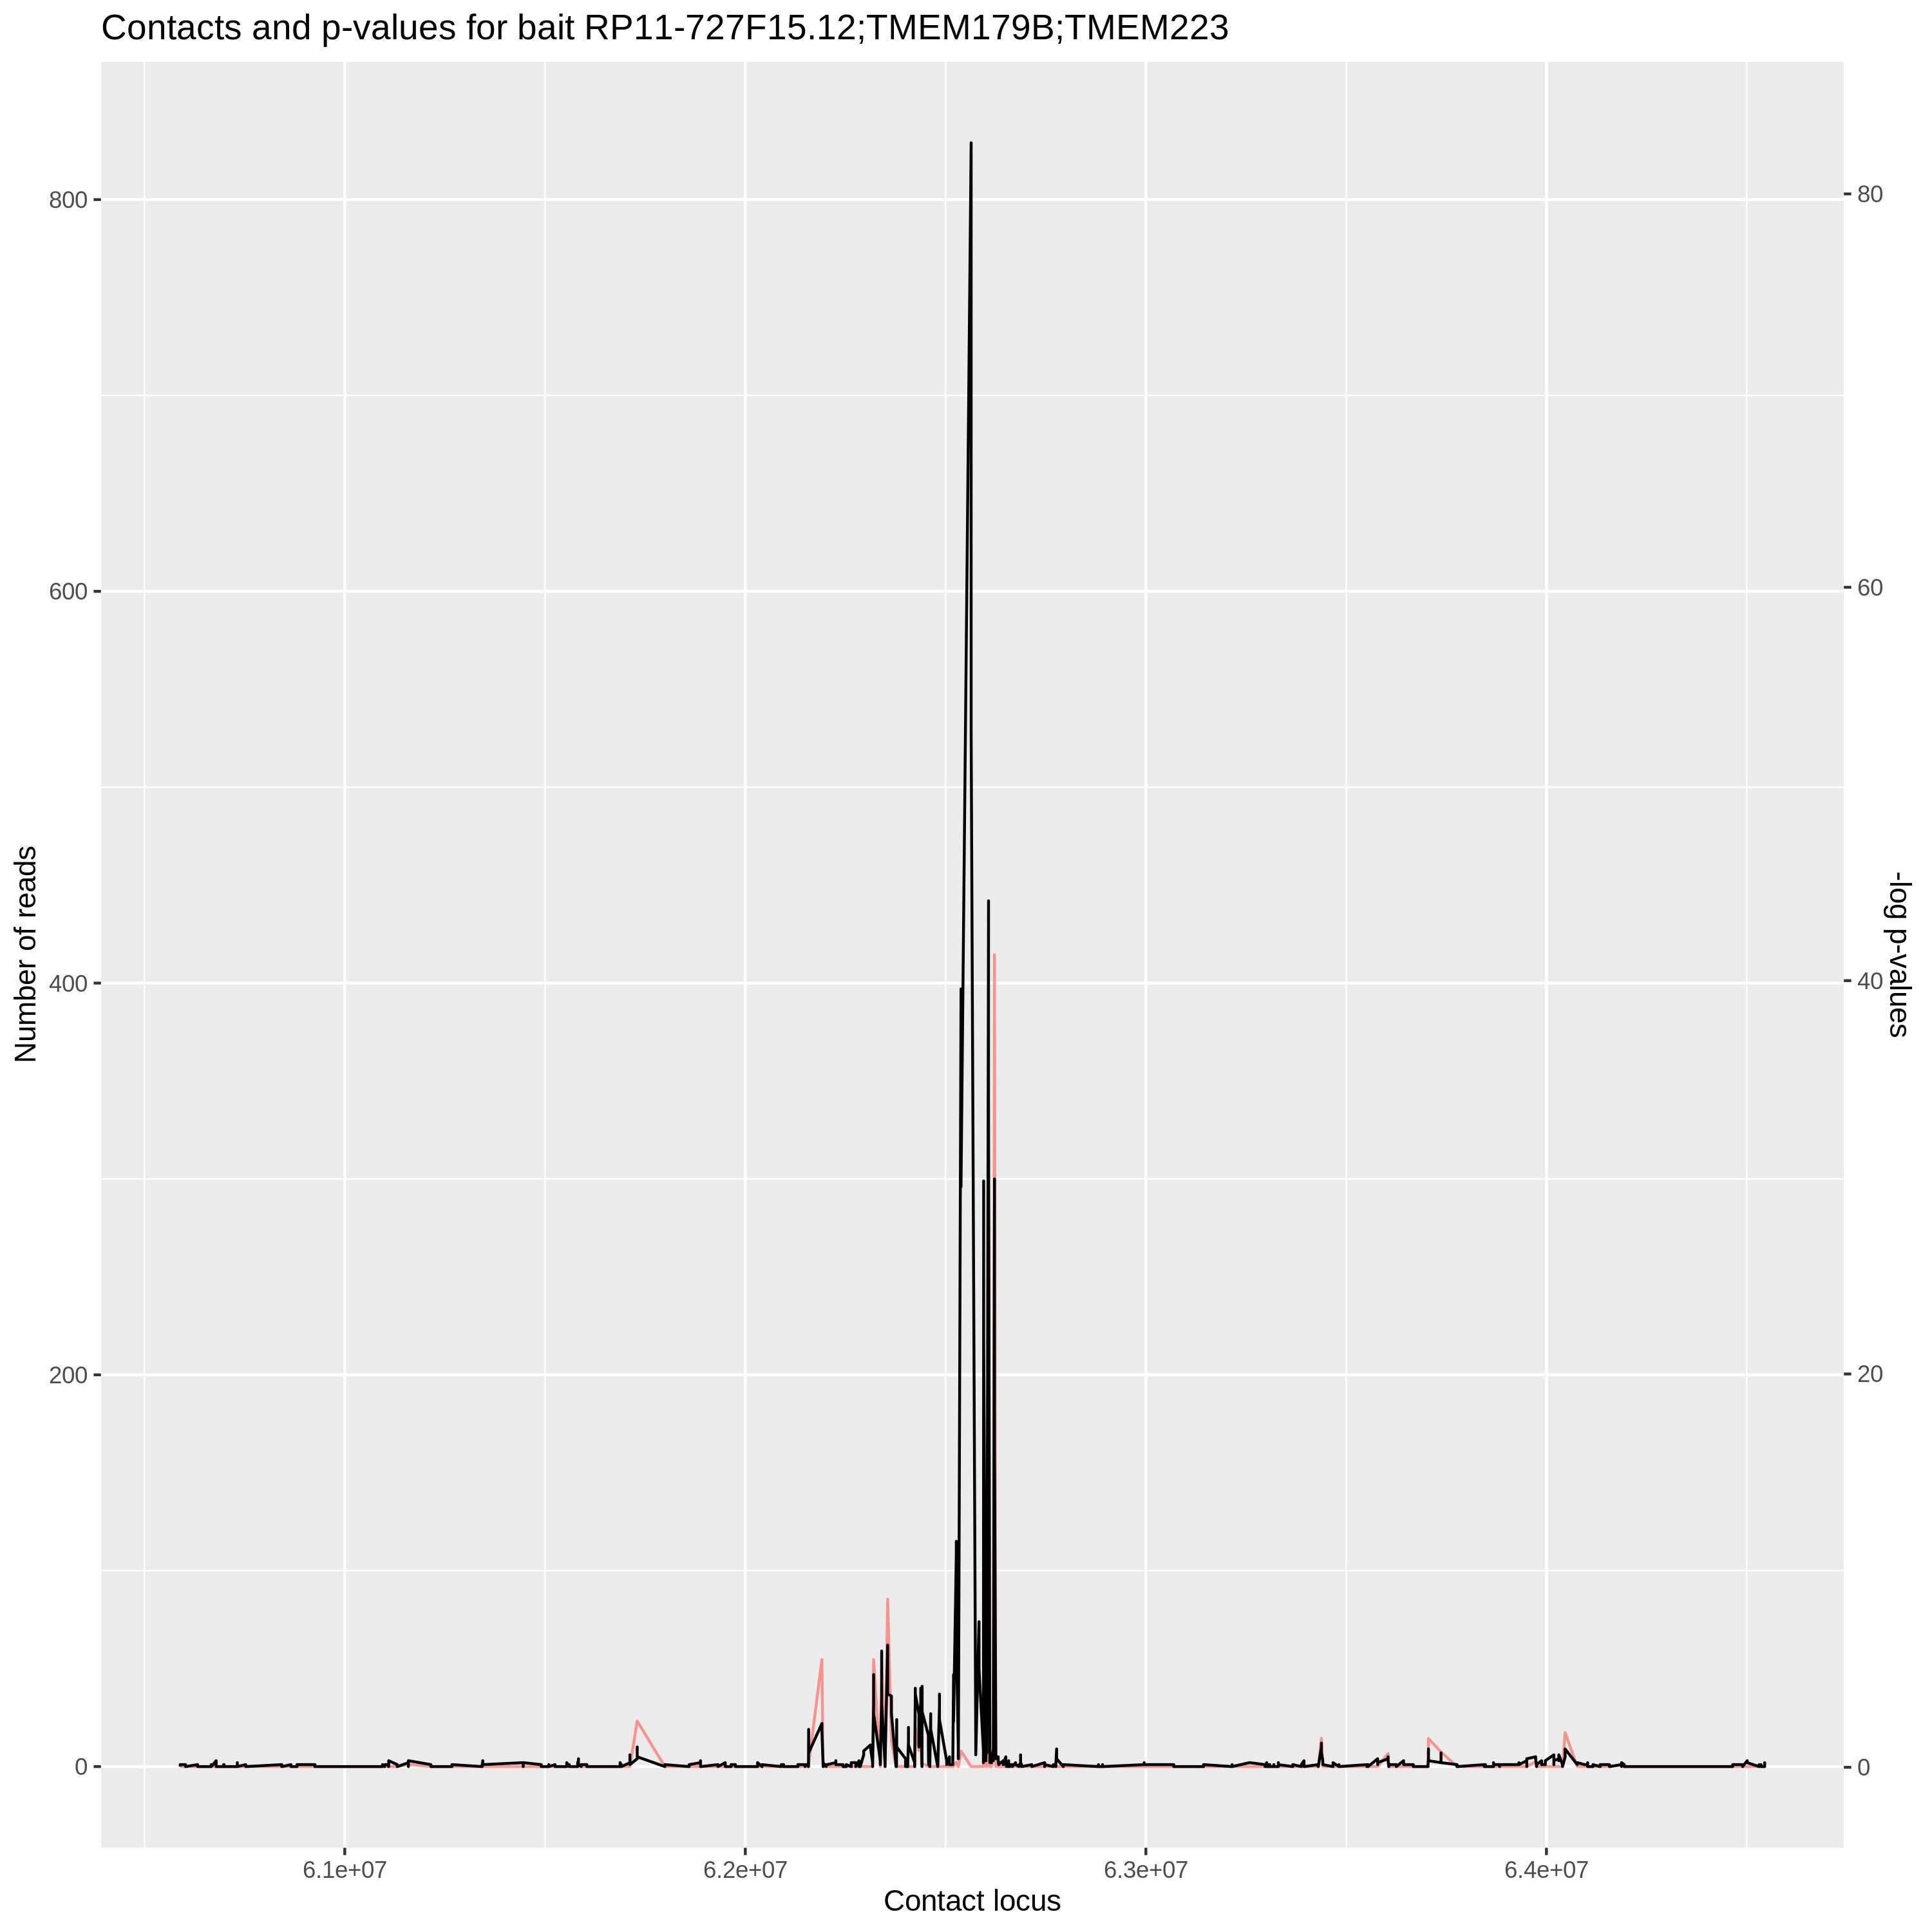 Contacts and p-values for bait RP11-727F15.12;TMEM179B;TMEM223
800
600
400
200
0
Number of reads
80
60
40
20
0
-log p-values
6.1e+07
6.2e+07
6.3e+07
6.4e+07
Contact locus